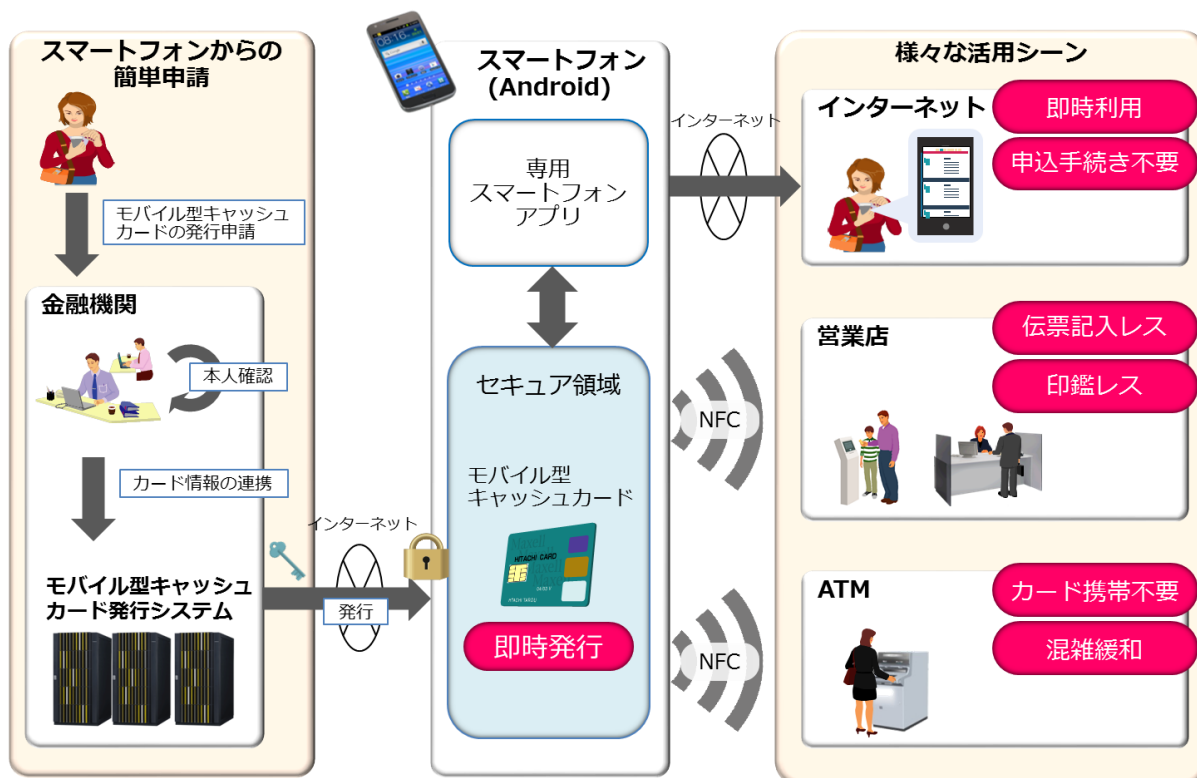 スマートフォンからの
簡単申請
モバイル型キャッシュ
カードの発行申請
金融機関
本人確認
カード情報の連携
モバイル型キャッシュ
カード発行システム
インターネット
発行
08:16
スマートフォン
(Android)
専用
スマートフォン
アプリ
セキュア領域
モバイル型
キャッシュカード
HITACHI CARD
HITACHI TAROU
即時発行
インターネット
NFC
NFC
様々な活用シーン
インターネット
即時利用
申込手続き不要
営業店
伝票記入レス
印鑑レス
ATM
カード携帯不要
混雑緩和